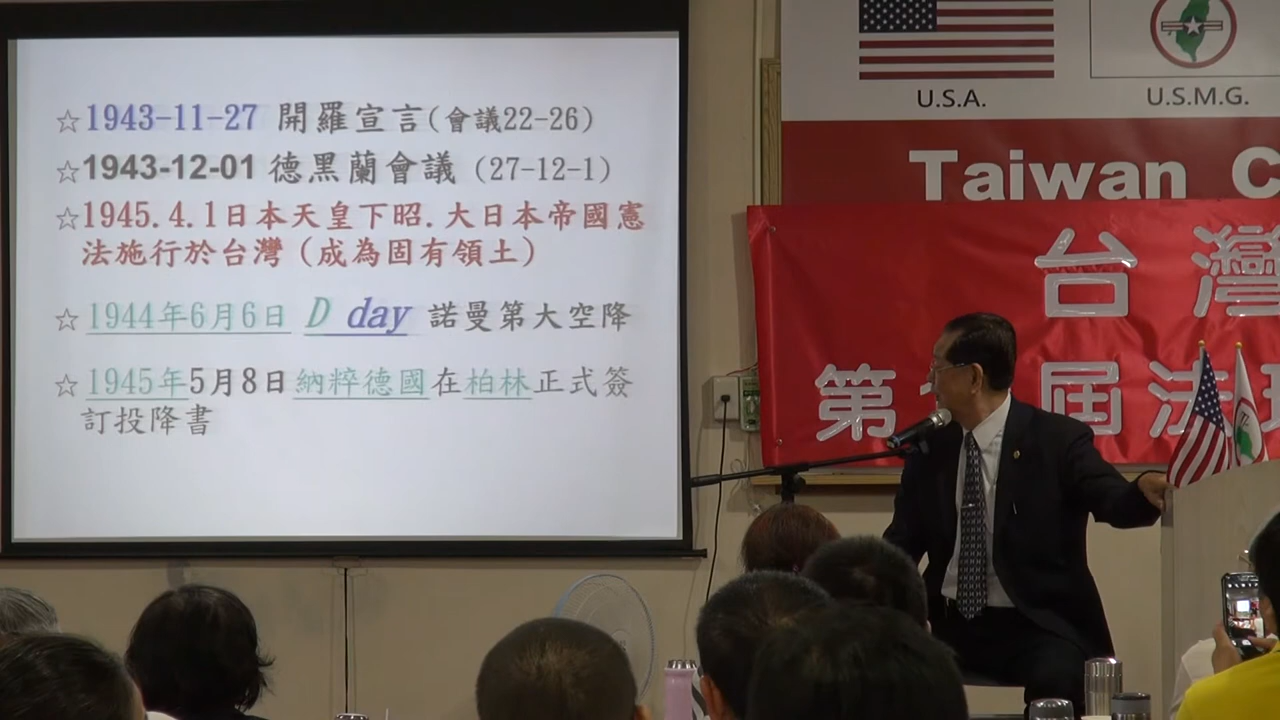 ☆1943-11-27 開羅宣言(會議22-26)
☆1943-12-01 德黑蘭會議 (27-12-1)
☆1945.4.1日本天皇下昭.大日本帝國憲
法施行於台灣(成為固有領土)
☆1944年6月6日 D day 諾曼第大空降
☆1945年5月8日納粹德國在柏林正式簽
訂投降書
U.S.A.
U.S.M.G.
Taiwan C
台灣
第 屆法